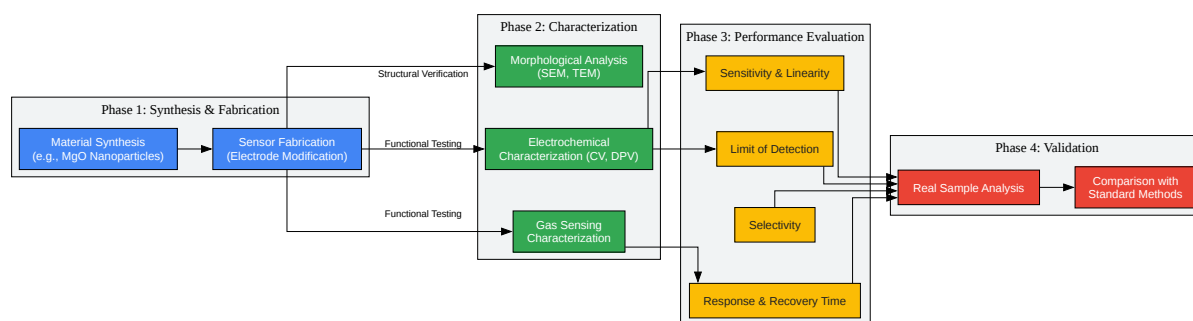 Phase 1: Synthesis & Fabrication
Material Synthesis
(e.g., MgO Nanoparticles)
Sensor Fabrication
(Electrode Modification)
Structural Verification
Functional Testing
Functional Testing
Phase 2: Characterization
Morphological Analysis
(SEM, TEM)
Electrochemical
Characterization (CV, DPV)
Gas Sensing
Characterization
Phase 3: Performance Evaluation
Sensitivity & Linearity
Limit of Detection
Selectivity
Response & Recovery Time
Phase 4: Validation
Real Sample Analysis
Comparison with
Standard Methods